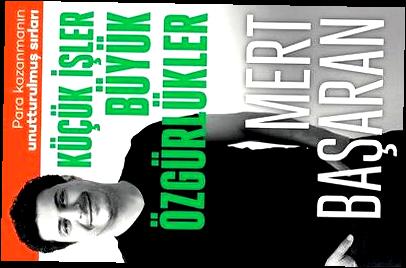 Para kazanmanın
unutturulmuş sırları
KÜÇÜK İŞLER
BÜYÜK
ÖZGÜRLÜKLER
MERT
BAŞARAN